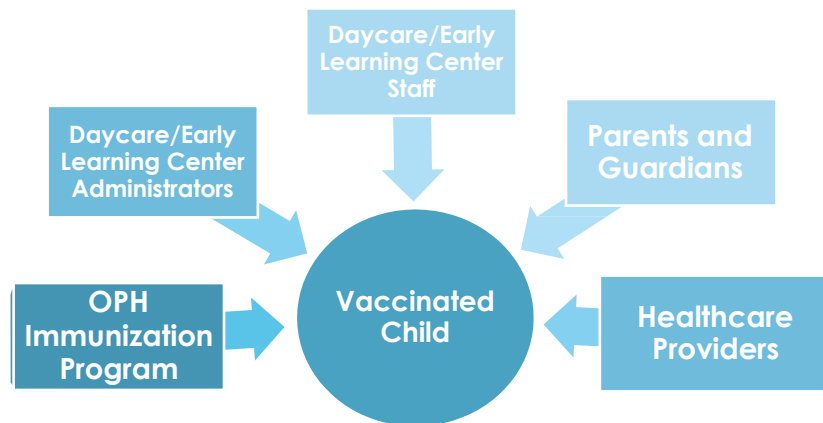 Daycare/Early
Learning Center
Staff
Daycare/Early
Learning Center
Administrators
Parents and
Guardians
OPH
Immunization
Program
Vaccinated
Child
Healthcare
Providers